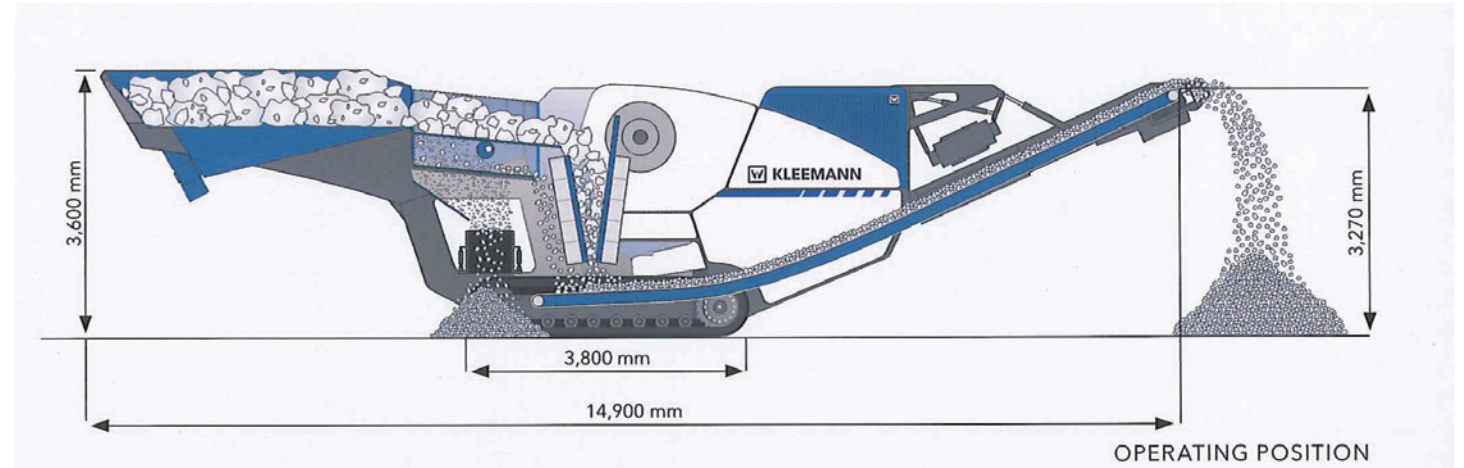 3,600 mm
KLEEMANN
3,270 mm
3,800 mm
14,900 mm
OPERATING POSITION